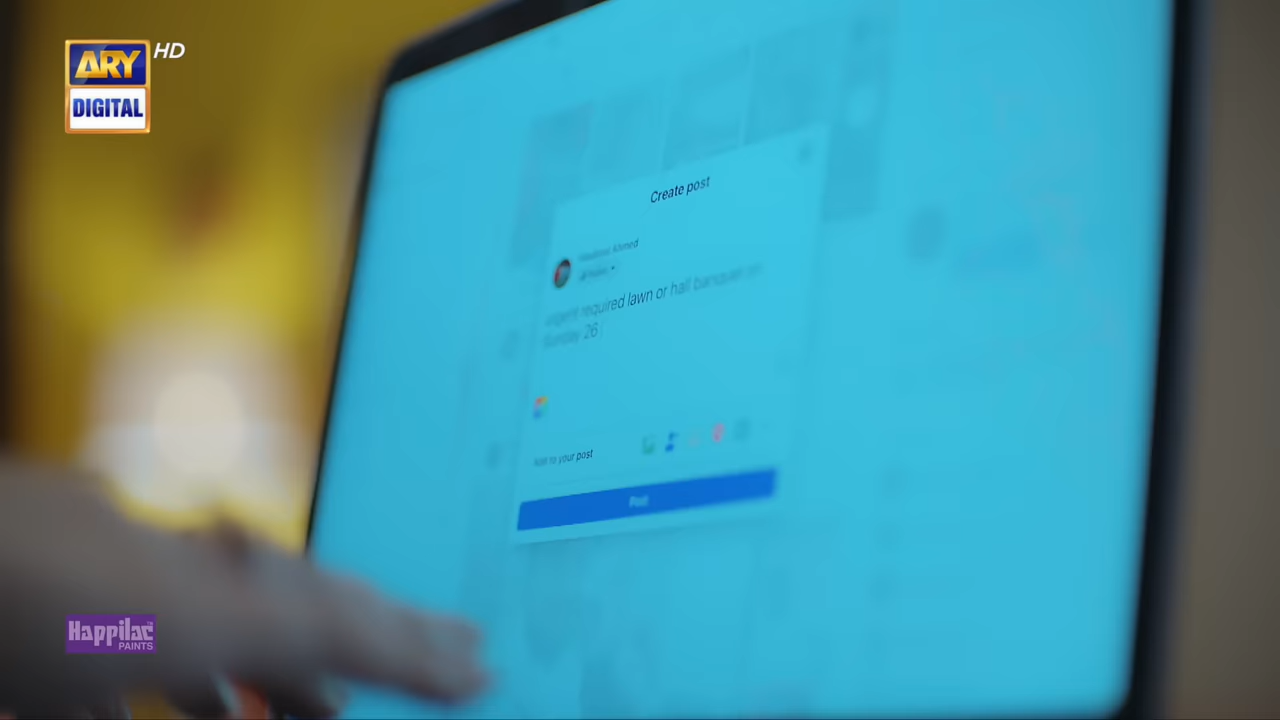 ARY
DIGITAL
HD
Create post
Ahmed
urgent required lawn or hall banquet on
Sunday 26
Add to your post
Post
Happilac
PAINTS